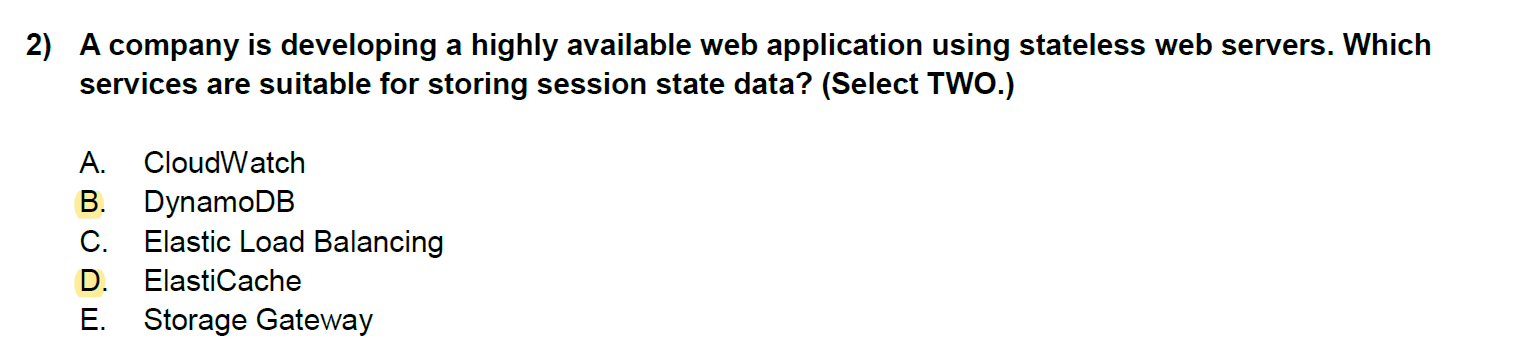 2) A company is developing a highly available web application using stateless web servers. Which
services are suitable for storing session state data? (Select TWO.)
A. CloudWatch
B. DynamoDB
C. Elastic Load Balancing
D. ElastiCache
E. Storage Gateway